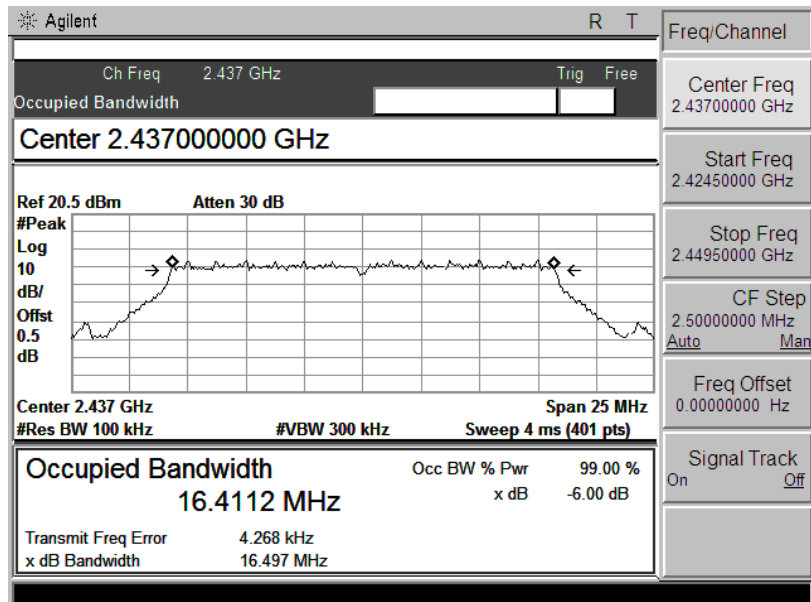 Agilent R T
Freq/Channel
Ch Freq 2.437 GHz Trig Free
Occupied Bandwidth
Center 2.437000000 GHz
Ref 20.5 dBm Atten 30 dB
#Peak
Log
10
dB/
Offst
0.5
dB
Center 2.437 GHz Span 25 MHz
#Res BW 100 kHz #VBW 300 kHz Sweep 4 ms (401 pts)
Occupied Bandwidth
16.4112 MHz
Occ BW % Pwr 99.00 %
x dB -6.00 dB
Transmit Freq Error 4.268 kHz
x dB Bandwidth 16.497 MHz
Center Freq
2.43700000 GHz
Start Freq
2.42450000 GHz
Stop Freq
2.44950000 GHz
CF Step
2.50000000 MHz
Auto Man
Freq Offset
0.00000000 Hz
Signal Track
On Off